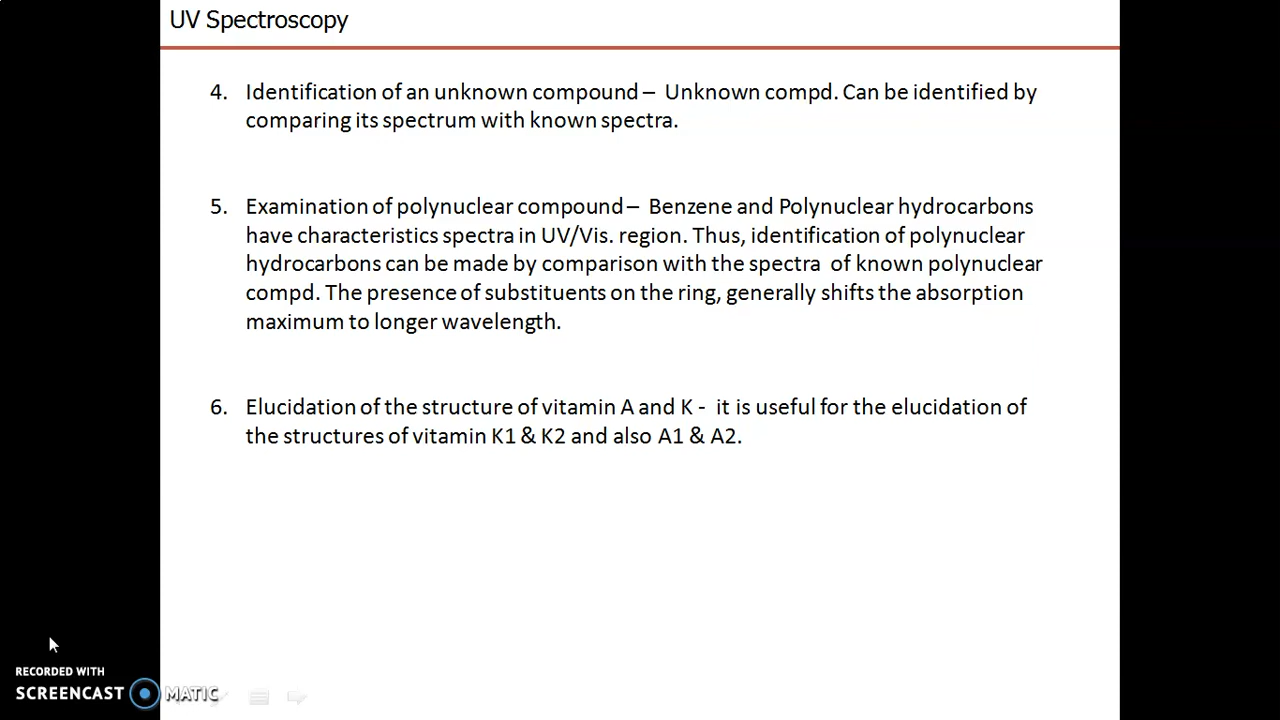 UV Spectroscopy
4. Identification of an unknown compound – Unknown compd. Can be identified by
comparing its spectrum with known spectra.
5. Examination of polynuclear compound – Benzene and Polynuclear hydrocarbons
have characteristics spectra in UV/Vis. region. Thus, identification of polynuclear
hydrocarbons can be made by comparison with the spectra of known polynuclear
compd. The presence of substituents on the ring, generally shifts the absorption
maximum to longer wavelength.
6. Elucidation of the structure of vitamin A and K - it is useful for the elucidation of
the structures of vitamin K1 & K2 and also A1 & A2.
RECORDED WITH
SCREENCAST MATIC